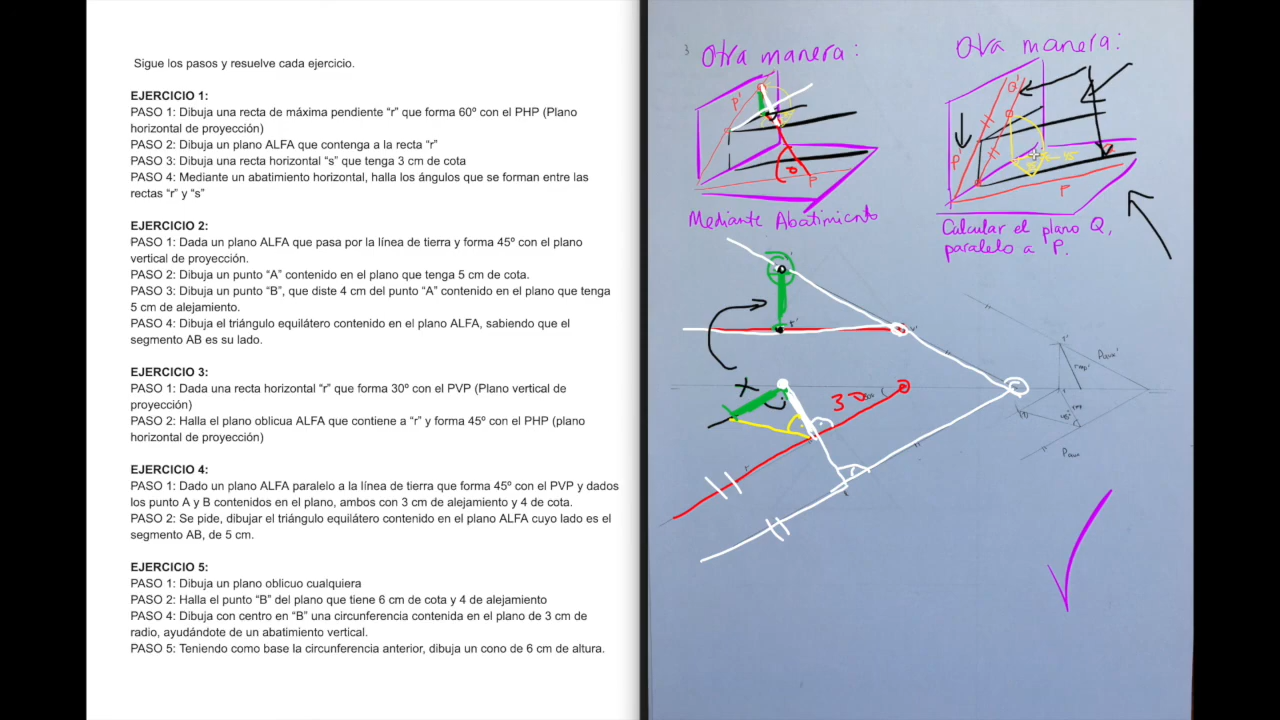 Sigue los pasos y resuelve cada ejercicio.
EJERCICIO 1:
PASO 1: Dibuja una recta de máxima pendiente “r” que forma 60º con el PHP (Plano
horizontal de proyección)
PASO 2: Dibuja un plano ALFA que contenga a la recta “r”
PASO 3: Dibuja una recta horizontal “s” que tenga 3 cm de cota
PASO 4: Mediante un abatimiento horizontal, halla los ángulos que se forman entre las
rectas “r” y “s”
EJERCICIO 2:
PASO 1: Dada un plano ALFA que pasa por la línea de tierra y forma 45º con el plano
vertical de proyección.
PASO 2: Dibuja un punto “A” contenido en el plano que tenga 5 cm de cota.
PASO 3: Dibuja un punto “B”, que diste 4 cm del punto “A” contenido en el plano que tenga
5 cm de alejamiento.
PASO 4: Dibuja el triángulo equilátero contenido en el plano ALFA, sabiendo que el
segmento AB es su lado.
EJERCICIO 3:
PASO 1: Dada una recta horizontal “r” que forma 30º con el PVP (Plano vertical de
proyección)
PASO 2: Halla el plano oblicua ALFA que contiene a “r” y forma 45º con el PHP (plano
horizontal de proyección)
EJERCICIO 4:
PASO 1: Dado un plano ALFA paralelo a la línea de tierra que forma 45º con el PVP y dados
los punto A y B contenidos en el plano, ambos con 3 cm de alejamiento y 4 de cota.
PASO 2: Se pide, dibujar el triángulo equilátero contenido en el plano ALFA cuyo lado es el
segmento AB, de 5 cm.
EJERCICIO 5:
PASO 1: Dibuja un plano oblicuo cualquiera
PASO 2: Halla el punto “B” del plano que tiene 6 cm de cota y 4 de alejamiento
PASO 4: Dibuja con centro en “B” una circunferencia contenida en el plano de 3 cm de
radio, ayudándote de un abatimiento vertical.
PASO 5: Teniendo como base la circunferencia anterior, dibuja un cono de 6 cm de altura.
3
Otra manera:
P'
P
Mediante Abatimiento
Otra manera:
Q'
P'
Q
P
Calcular el plano Q,
paralelo a P.
r'
v'
30
r
Paux'
Paux